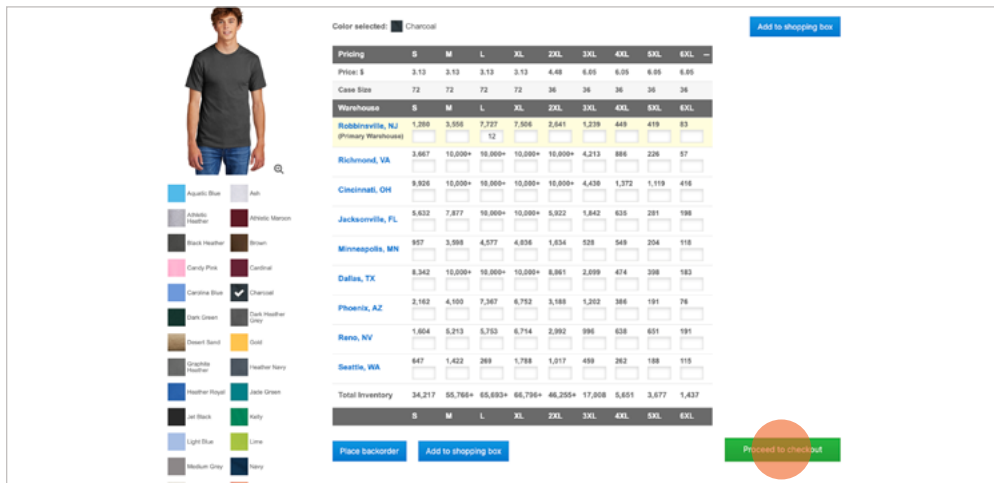 Color selected: Charcoal
Add to shopping box
Pricing S M L XL 2XL 3XL 4XL 5XL 6XL –
Price: $ 3.13 3.13 3.13 3.13 4.48 6.05 6.05 6.05 6.05
Case Size 72 72 72 72 36 36 36 36 36
Warehouse S M L XL 2XL 3XL 4XL 5XL 6XL
Robbinsville, NJ 1,280 3,556 7,727 7,506 2,641 1,239 449 419 83
(Primary Warehouse) 12
Richmond, VA 3,667 10,000+ 10,000+ 10,000+ 10,000+ 4,213 886 226 57
Cincinnati, OH 9,926 10,000+ 10,000+ 10,000+ 10,000+ 4,430 1,372 1,119 416
Jacksonville, FL 5,632 7,877 10,000+ 10,000+ 5,922 1,842 635 281 198
Minneapolis, MN 957 3,598 4,577 4,036 1,834 528 549 204 118
Dallas, TX 8,342 10,000+ 10,000+ 10,000+ 8,861 2,099 474 398 183
Phoenix, AZ 2,162 4,100 7,367 6,752 3,188 1,202 386 191 76
Reno, NV 1,604 5,213 5,753 6,714 2,992 996 638 651 191
Seattle, WA 647 1,422 269 1,788 1,017 459 262 188 115
Total Inventory 34,217 55,766+ 65,693+ 66,796+ 46,255+ 17,008 5,651 3,677 1,437
S M L XL 2XL 3XL 4XL 5XL 6XL
Place backorder
Add to shopping box
Proceed to checkout
Aquatic Blue
Ash
Athletic
Heather
Athletic Maroon
Black Heather
Brown
Candy Pink
Cardinal
Carolina Blue
Charcoal
Dark Green
Dark Heather
Grey
Desert Sand
Gold
Graphite
Heather
Heather Navy
Heather Royal
Jade Green
Jet Black
Kelly
Light Blue
Lime
Medium Grey
Navy